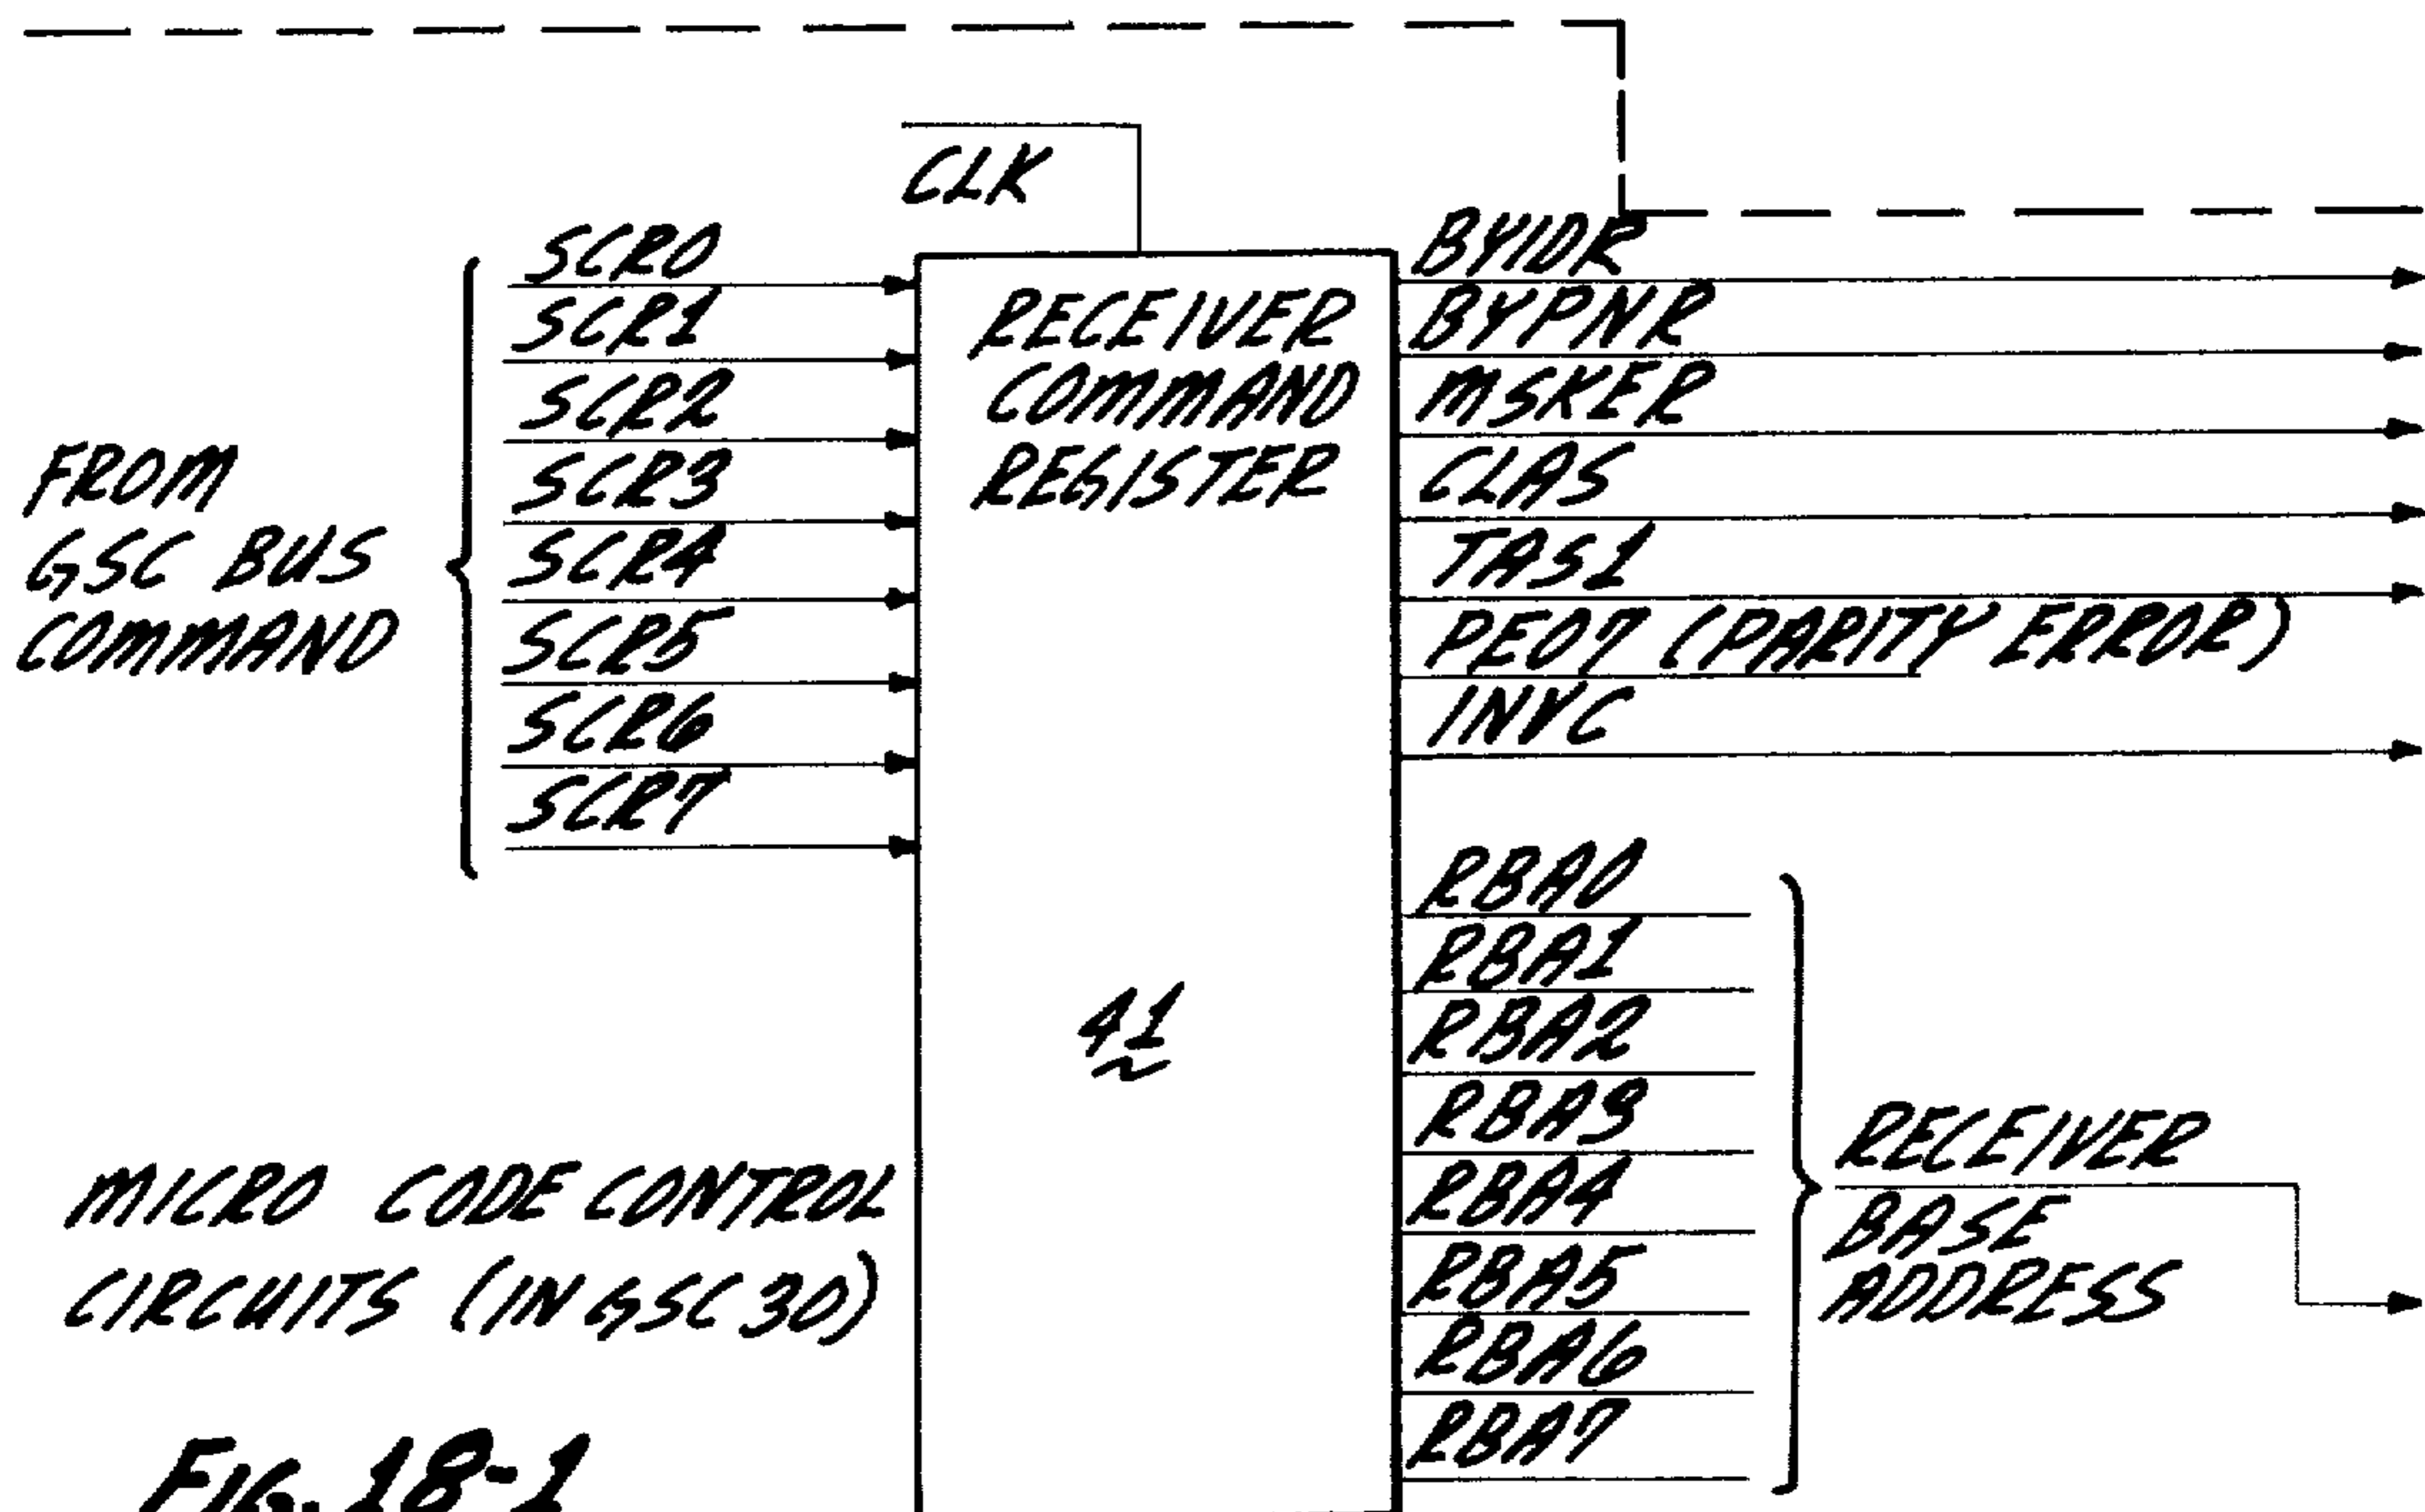 CLK
SCR0
SCR1
SCR2
SCR3
SCR4
SCR5
SCR6
SCR7
FROM
GSC BUS
COMMAND
RECEIVER
COMMAND
REGISTER
41
BYIDR
BYPNR
MSKER
CLAS
TAS1
PE07 (PARITY ERROR)
INVC
RBA0
RBA1
RBA2
RBA3
RBA4
RBA5
RBA6
RBA7
RECEIVER
BASE
ADDRESS
MICRO CODE CONTROL
CIRCUITS (IN GSC 30)
FIG. 18-1